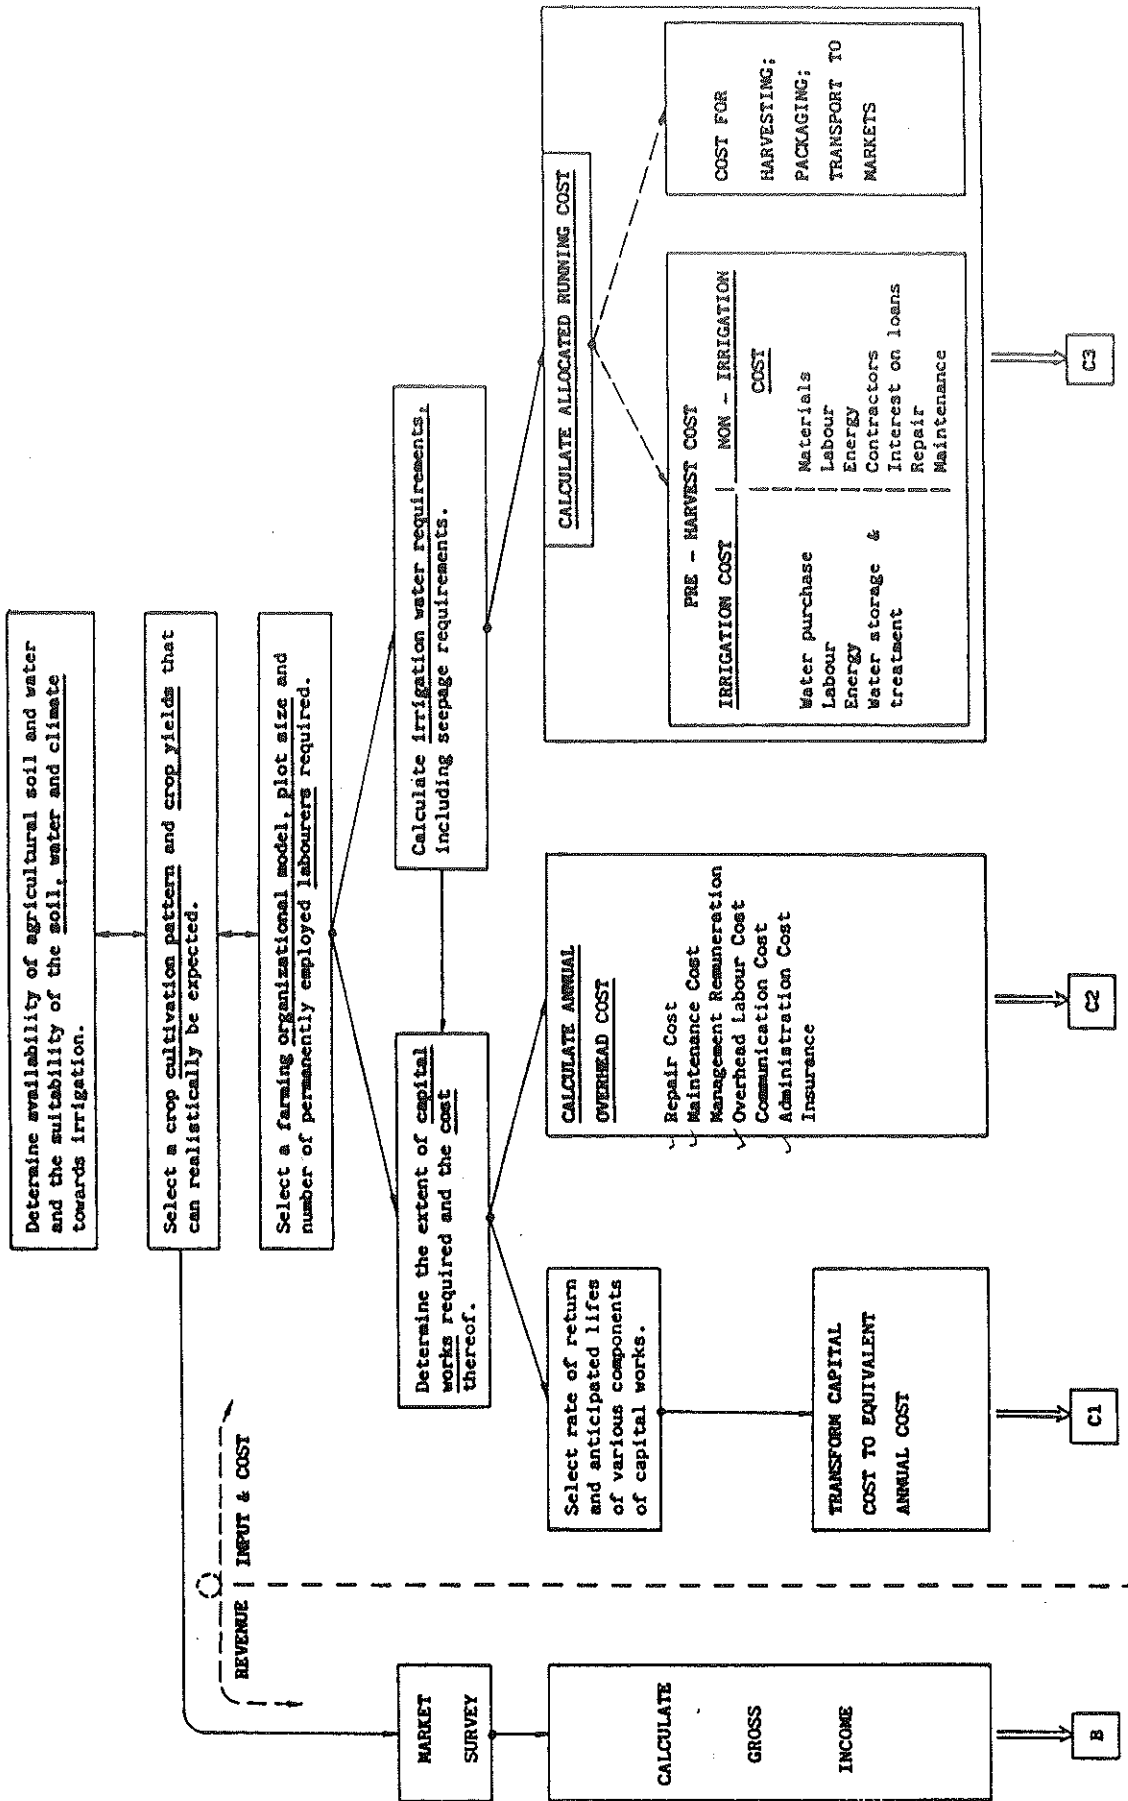 Determine availability of agricultural soil and water
and the suitability of the soil, water and climate
towards irrigation.
Select a crop cultivation pattern and crop yields that
can realistically be expected.
Select a farming organizational model, plot size and
number of permanently employed labourers required.
REVENUE | INPUT & COST
MARKET
SURVEY
Determine the extent of capital
works required and the cost
thereof.
Calculate irrigation water requirements,
including seepage requirements.
CALCULATE
GROSS
INCOME
Select rate of return
and anticipated lifes
of various components
of capital works.
TRANSFORM CAPITAL
COST TO EQUIVALENT
ANNUAL COST
CALCULATE ANNUAL
OVERHEAD COST
Repair Cost
Maintenance Cost
Management Remuneration
Overhead Labour Cost
Communication Cost
Administration Cost
Insurance
CALCULATE ALLOCATED RUNNING COST
PRE - HARVEST COST
IRRIGATION COST
Water purchase
Labour
Energy
Water storage &
treatment
NON - IRRIGATION
COST
Materials
Labour
Energy
Contractors
Interest on loans
Repair
Maintenance
COST FOR
HARVESTING;
PACKAGING;
TRANSPORT TO
MARKETS
B
C1
C2
C3